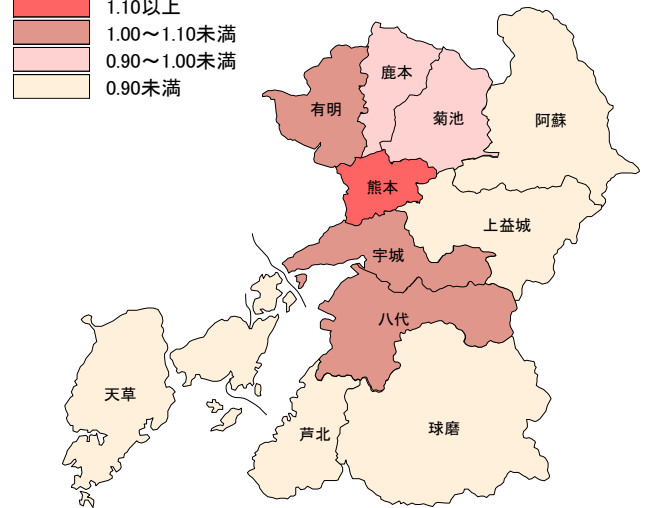 1.10以上
1.00～1.10未満
0.90～1.00未満
0.90未満
鹿本
有明
菊池
阿蘇
熊本
上益城
宇城
八代
天草
芦北
球磨